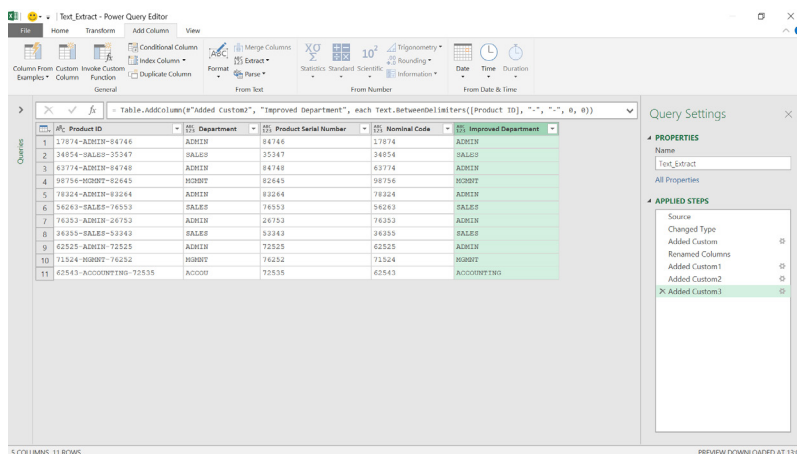 Text_Extract - Power Query Editor
File Home Transform Add Column View
Column From Examples Custom Column Invoke Custom Function
Conditional Column
Index Column
Duplicate Column
General
ABC Format
Merge Columns
Extract
Parse
From Text
XO Σ Statistics Standard 10² Scientific
Trigonometry
Rounding
Information
From Number
Date Time Duration
From Date & Time
fx = Table.AddColumn(#"Added Custom2", "Improved Department", each Text.BetweenDelimiters([Product ID], "-", "-", 0, 0))
Queries
Product ID Department Product Serial Number Nominal Code Improved Department
1 17874-ADMIN-84746 ADMIN 84746 17874 ADMIN
2 34854-SALES-35347 SALES 35347 34854 SALES
3 63774-ADMIN-84748 ADMIN 84748 63774 ADMIN
4 98756-MGMNT-82645 MGMNT 82645 98756 MGMNT
5 78324-ADMIN-83264 ADMIN 83264 78324 ADMIN
6 56263-SALES-76553 SALES 76553 56263 SALES
7 76353-ADMIN-26753 ADMIN 26753 76353 ADMIN
8 36355-SALES-53343 SALES 53343 36355 SALES
9 62525-ADMIN-72525 ADMIN 72525 62525 ADMIN
10 71524-MGMNT-76252 MGMNT 76252 71524 MGMNT
11 62543-ACCOUNTING-72535 ACCOU 72535 62543 ACCOUNTING
Query Settings
PROPERTIES
Name
Text_Extract
All Properties
APPLIED STEPS
Source
Changed Type
Added Custom
Renamed Columns
Added Custom1
Added Custom2
Added Custom3
5 COLUMNS, 11 ROWS
PREVIEW DOWNLOADED AT 13: